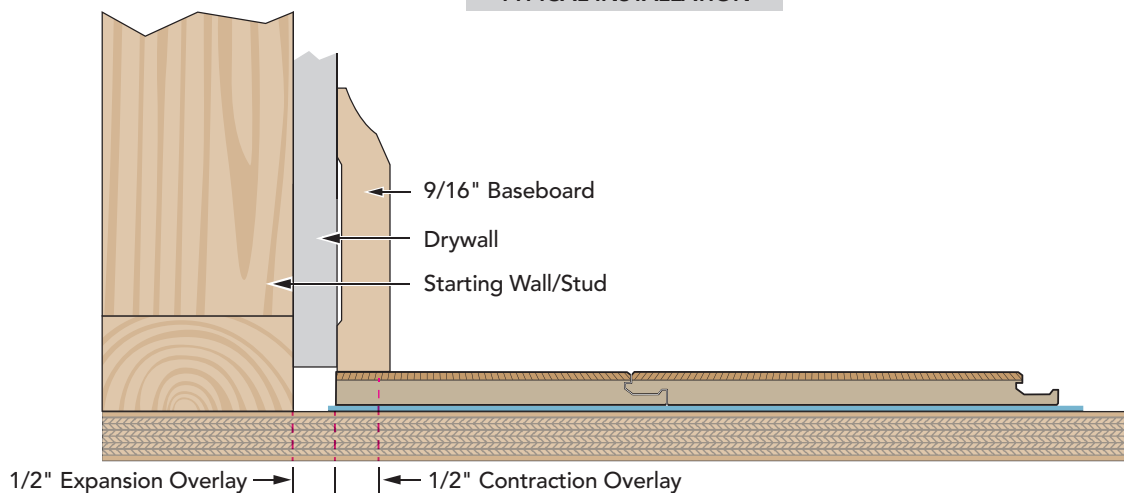 9/16" Baseboard
Drywall
Starting Wall/Stud
1/2" Expansion Overlay
1/2" Contraction Overlay